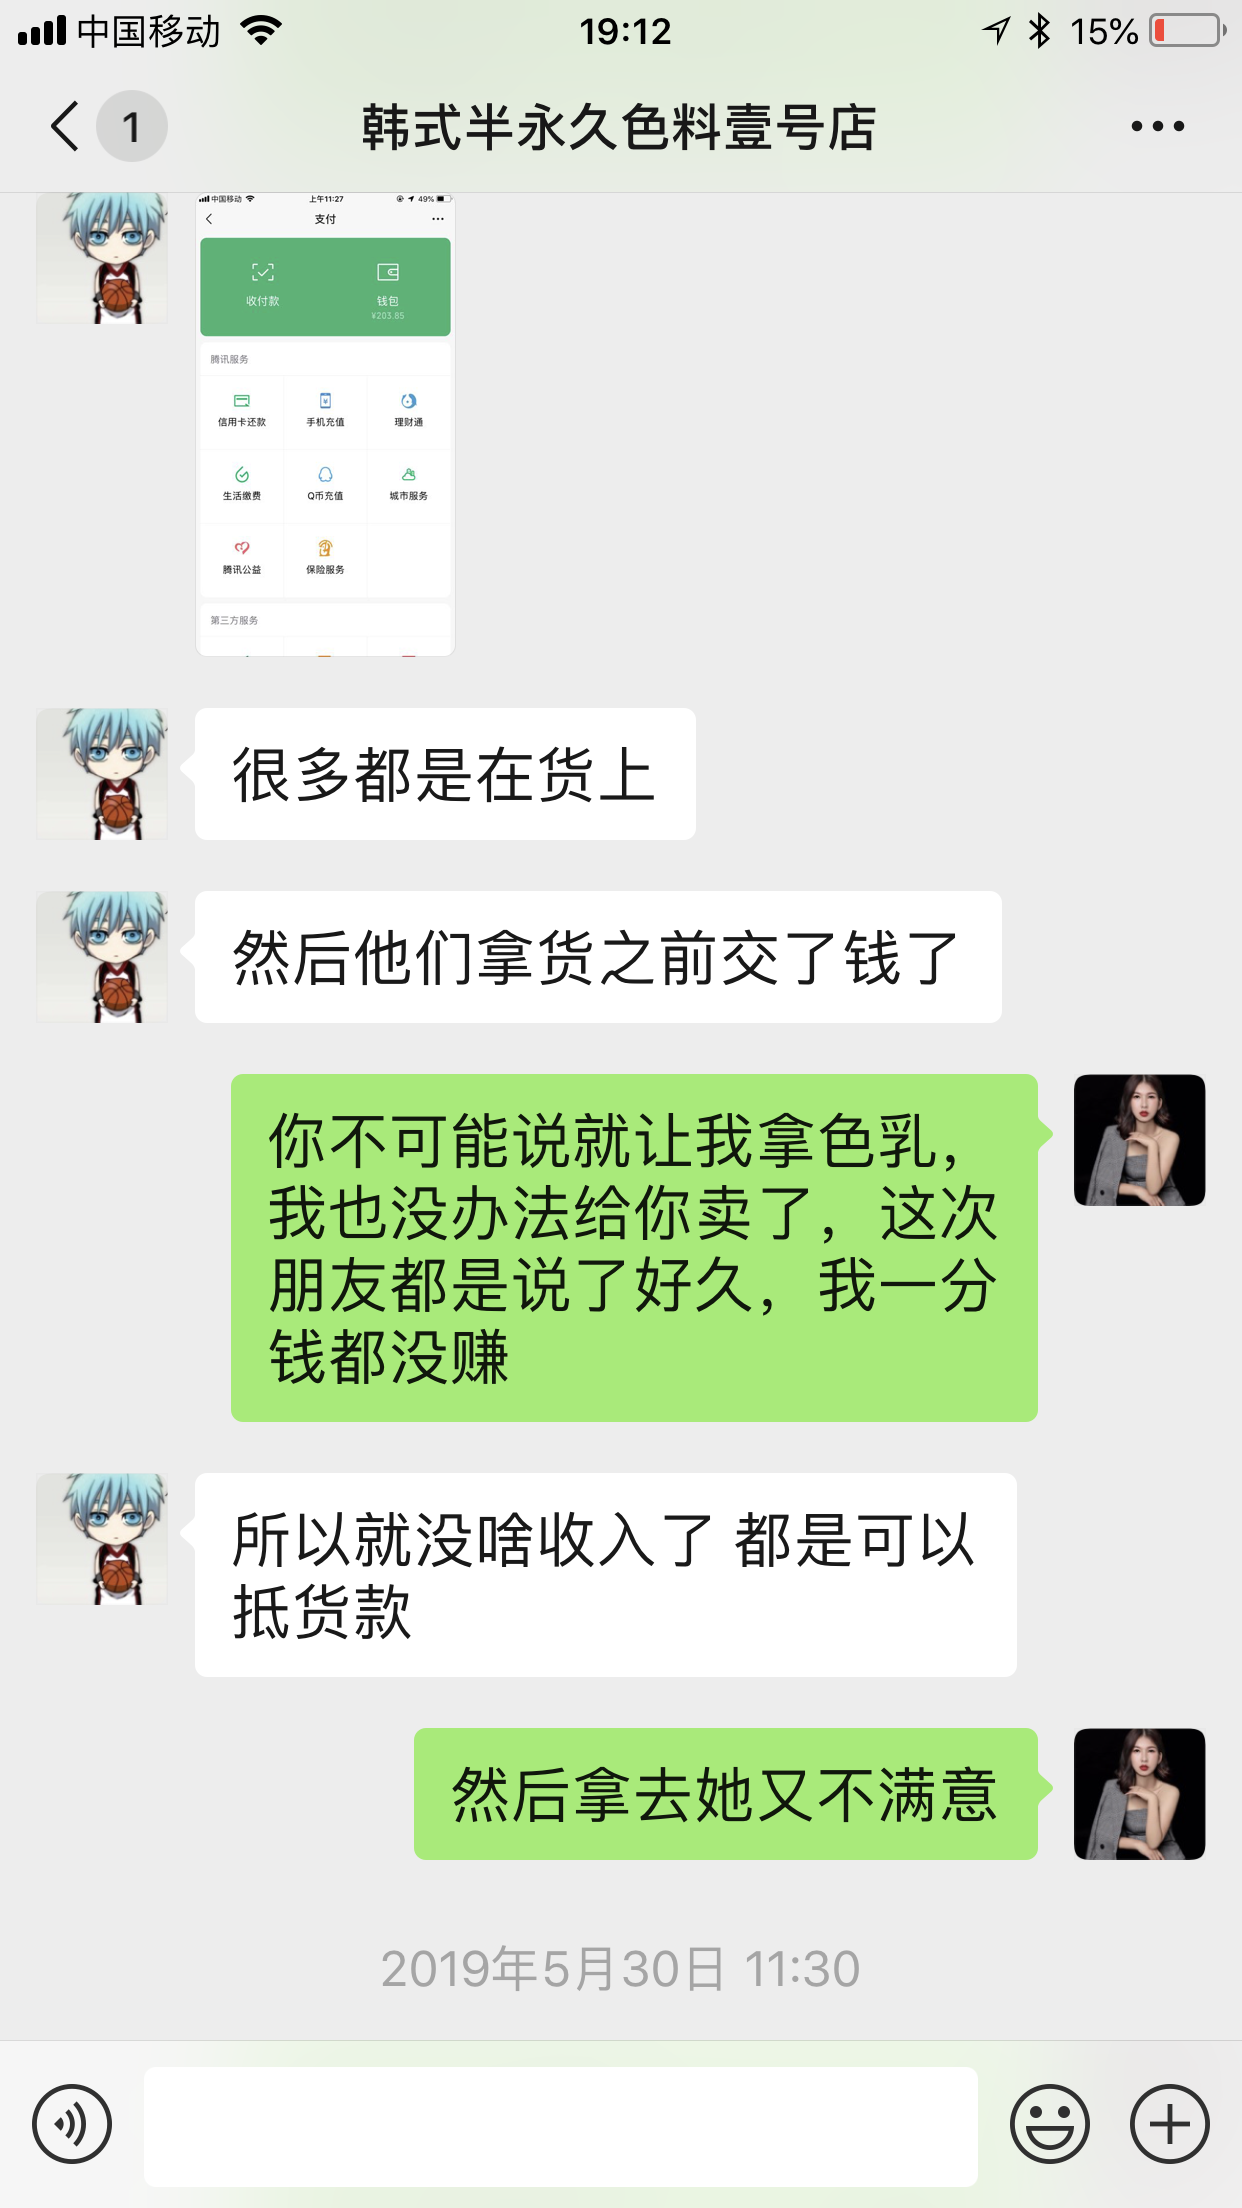 中国移动
19:12
15%
1
韩式半永久色料壹号店
中国移动
上午11:27
49%
支付
收付款
钱包
¥203.85
腾讯服务
信用卡还款
手机充值
理财通
生活缴费
Q币充值
城市服务
腾讯公益
保险服务
第三方服务
很多都是在货上
然后他们拿货之前交了钱了
你不可能说就让我拿色乳，
我也没办法给你卖了，这次
朋友都是说了好久，我一分
钱都没赚
所以就没啥收入了 都是可以
抵货款
然后拿去她又不满意
2019年5月30日 11:30